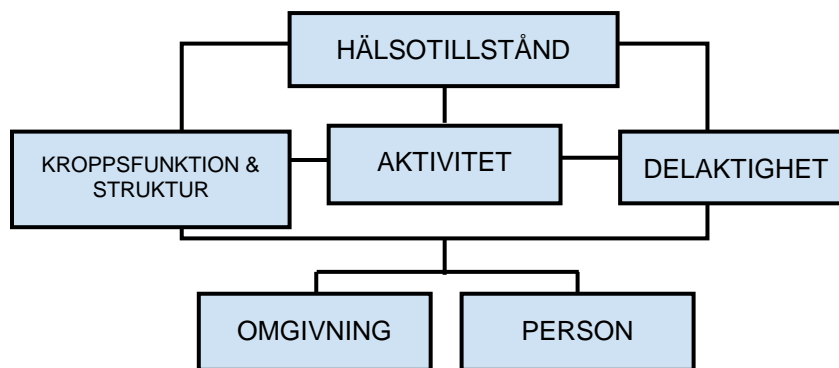 HÄLSOTILLSTÅND
KROPPSFUNKTION &
STRUKTUR
AKTIVITET
DELAKTIGHET
OMGIVNING
PERSON